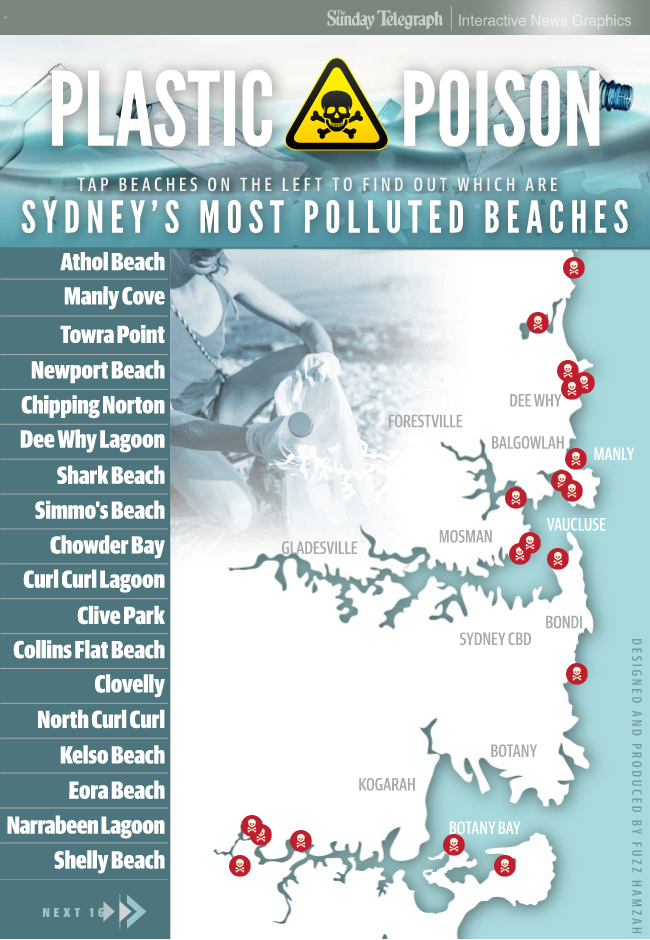 The Sunday Telegraph | Interactive News Graphics
PLASTIC POISON
TAP BEACHES ON THE LEFT TO FIND OUT WHICH ARE
SYDNEY'S MOST POLLUTED BEACHES
Athol Beach
Manly Cove
Towra Point
Newport Beach
Chipping Norton
Dee Why Lagoon
Shark Beach
Simmo's Beach
Chowder Bay
Curl Curl Lagoon
Clive Park
Collins Flat Beach
Clovelly
North Curl Curl
Kelso Beach
Eora Beach
Narrabeen Lagoon
Shelly Beach
NEXT 16
DEE WHY
FORESTVILLE
BALGOWLAH
MANLY
VAUCLUSE
MOSMAN
GLADESVILLE
BONDI
SYDNEY CBD
BOTANY
KOGARAH
BOTANY BAY
DESIGNED AND PRODUCED BY FUZZ HAMZAH